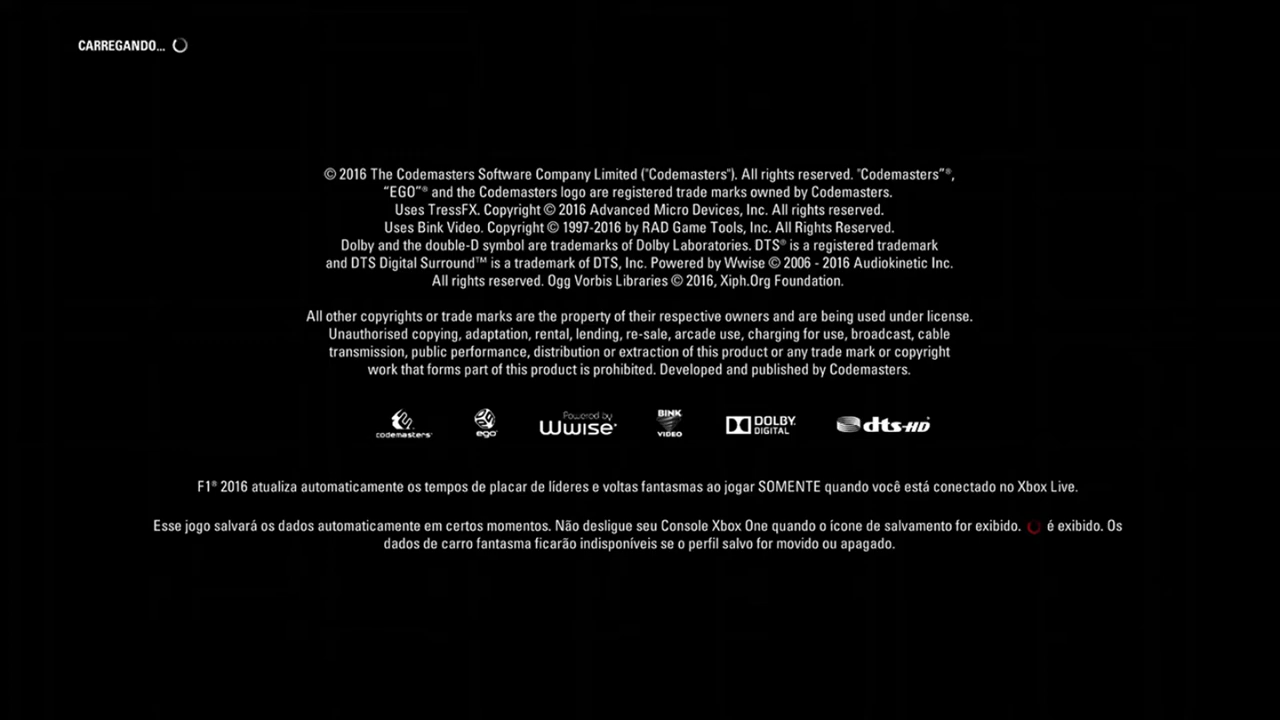 CARREGANDO...
© 2016 The Codemasters Software Company Limited ("Codemasters"). All rights reserved. "Codemasters”®,
“EGO”® and the Codemasters logo are registered trade marks owned by Codemasters.
Uses TressFX. Copyright © 2016 Advanced Micro Devices, Inc. All rights reserved.
Uses Bink Video. Copyright © 1997-2016 by RAD Game Tools, Inc. All Rights Reserved.
Dolby and the double-D symbol are trademarks of Dolby Laboratories. DTS® is a registered trademark
and DTS Digital Surround™ is a trademark of DTS, Inc. Powered by Wwise © 2006 - 2016 Audiokinetic Inc.
All rights reserved. Ogg Vorbis Libraries © 2016, Xiph.Org Foundation.
All other copyrights or trade marks are the property of their respective owners and are being used under license.
Unauthorised copying, adaptation, rental, lending, re-sale, arcade use, charging for use, broadcast, cable
transmission, public performance, distribution or extraction of this product or any trade mark or copyright
work that forms part of this product is prohibited. Developed and published by Codemasters.
codemasters®
ego®
Powered by
Wwise®
BINK
VIDEO
DOLBY
DIGITAL
dts-HD
F1® 2016 atualiza automaticamente os tempos de placar de líderes e voltas fantasmas ao jogar SOMENTE quando você está conectado no Xbox Live.
Esse jogo salvará os dados automaticamente em certos momentos. Não desligue seu Console Xbox One quando o ícone de salvamento for exibido. é exibido. Os
dados de carro fantasma ficarão indisponíveis se o perfil salvo for movido ou apagado.